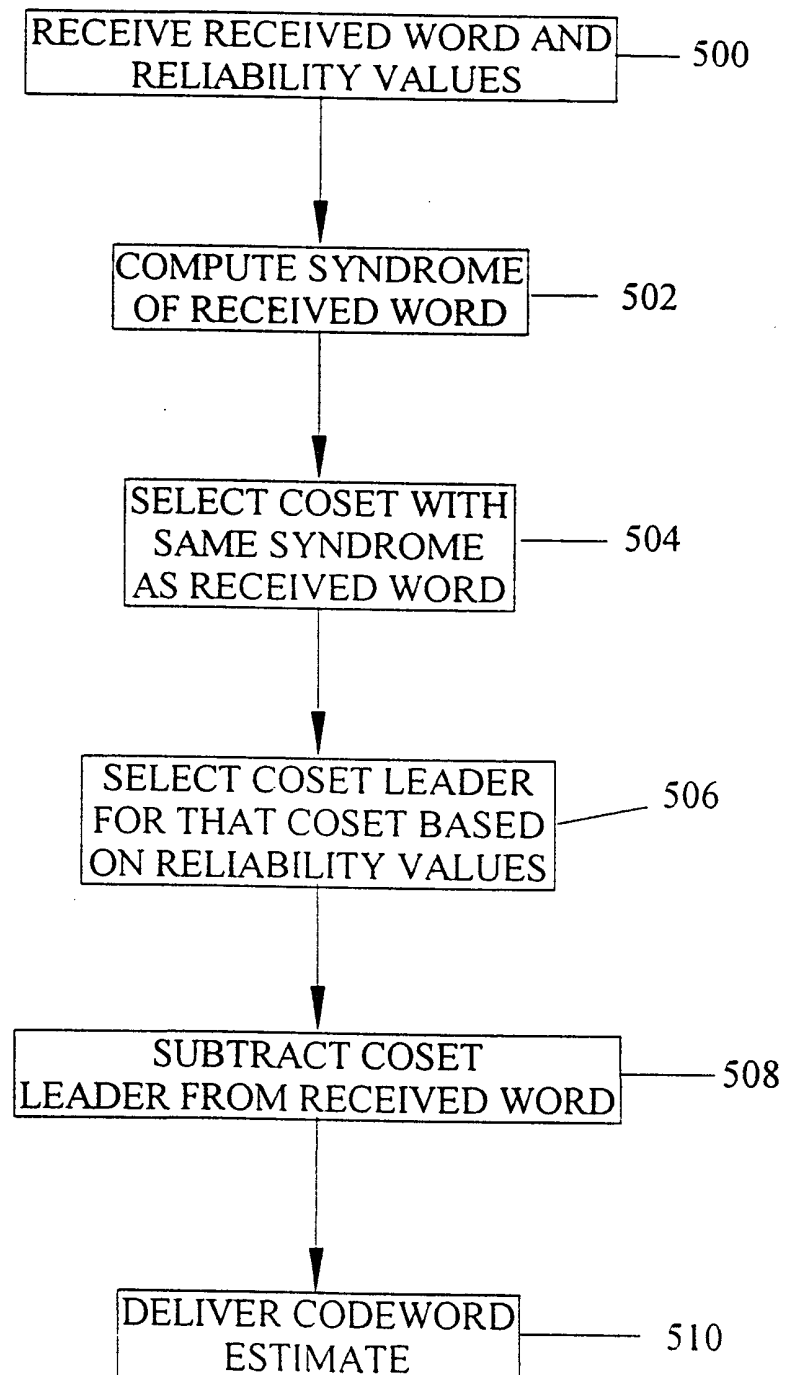 RECEIVE RECEIVED WORD AND
RELIABILITY VALUES
500
COMPUTE SYNDROME
OF RECEIVED WORD
502
SELECT COSET WITH
SAME SYNDROME
AS RECEIVED WORD
504
SELECT COSET LEADER
FOR THAT COSET BASED
ON RELIABILITY VALUES
506
SUBTRACT COSET
LEADER FROM RECEIVED WORD
508
DELIVER CODEWORD
ESTIMATE
510